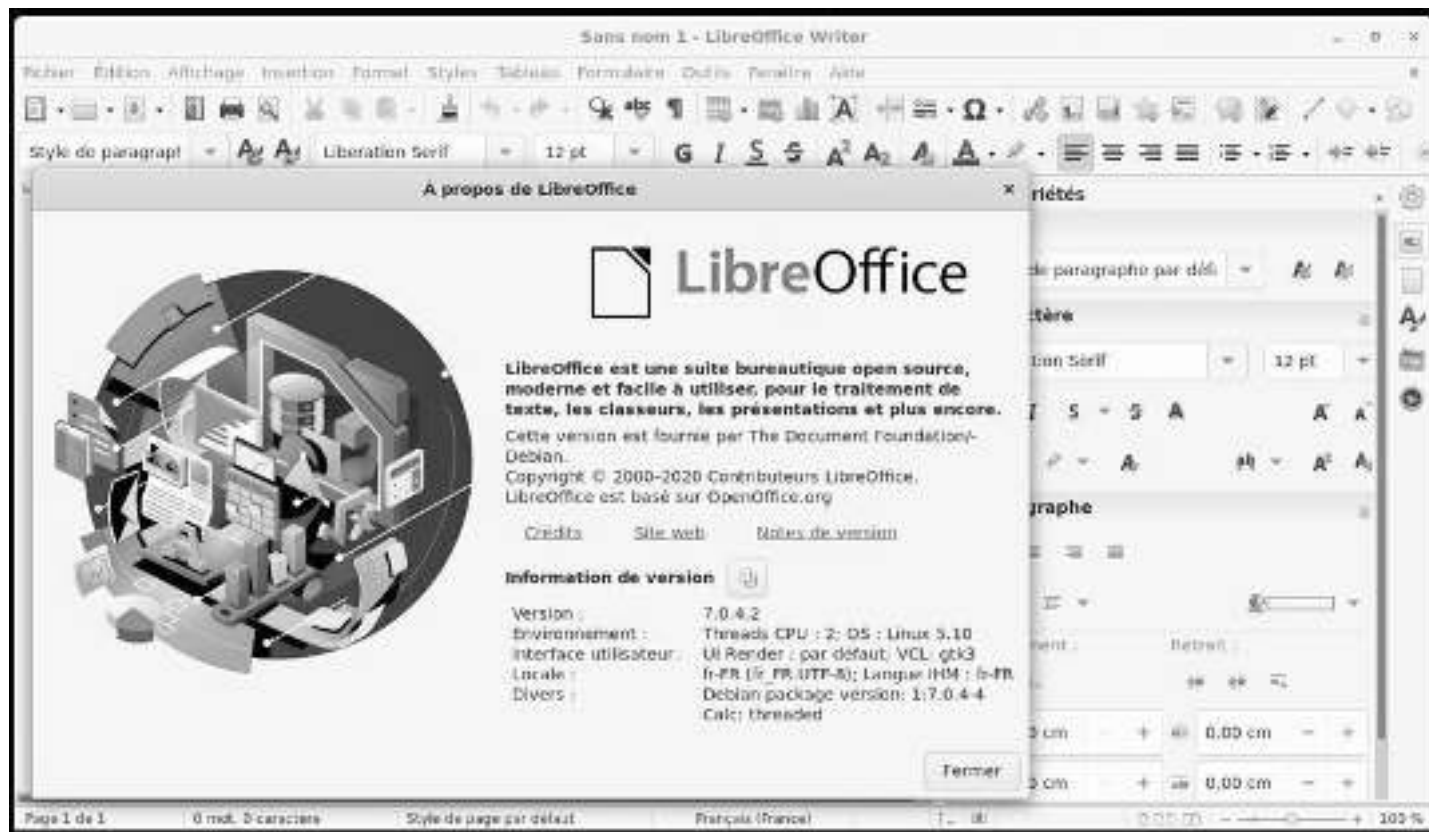 Sans nom 1 - LibreOffice Writer
Fichier Édition Affichage Insertion Format Styles Tableau Formulaire Outils Fenêtre Aide
Style de paragrapl Liberation Serif 12 pt G I S S A² A₂ A A
À propos de LibreOffice
riétés
LibreOffice
de paragraphe par défa
ctère
LibreOffice est une suite bureautique open source,
moderne et facile à utiliser, pour le traitement de
texte, les classeurs, les présentations et plus encore.
tion Serif 12 pt
Cette version est fournie par The Document Foundation/-
Debian.
Copyright © 2000-2020 Contributeurs LibreOffice.
LibreOffice est basé sur OpenOffice.org
graphe
Crédits Site web Notes de version
Information de version
Version : 7.0.4.2
Environnement : Threads CPU : 2; OS : Linux 5.10
Interface utilisateur : UI Render : par défaut; VCL: gtk3
Locale : fr-FR (fr_FR.UTF-8); Langue IHM : fr-FR
Divers : Debian package version: 1:7.0.4-4
Calc: threaded
Retrait :
cm 0,00 cm
Fermer
cm 0,00 cm
Page 1 de 1 0 mot, 0 caractère Style de page par défaut Français (France) 100 %